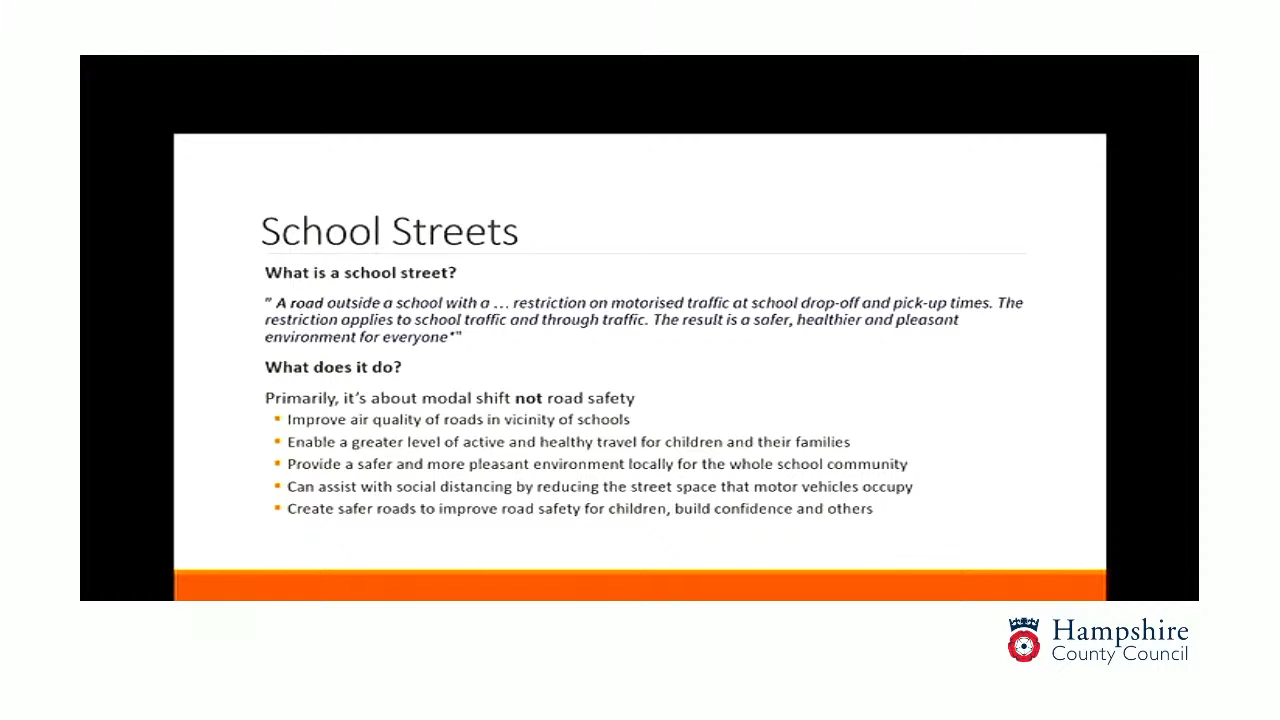 School Streets
What is a school street?
" A road outside a school with a … restriction on motorised traffic at school drop-off and pick-up times. The
restriction applies to school traffic and through traffic. The result is a safer, healthier and pleasant
environment for everyone*"
What does it do?
Primarily, it's about modal shift not road safety
▪ Improve air quality of roads in vicinity of schools
▪ Enable a greater level of active and healthy travel for children and their families
▪ Provide a safer and more pleasant environment locally for the whole school community
▪ Can assist with social distancing by reducing the street space that motor vehicles occupy
▪ Create safer roads to improve road safety for children, build confidence and others
Hampshire
County Council